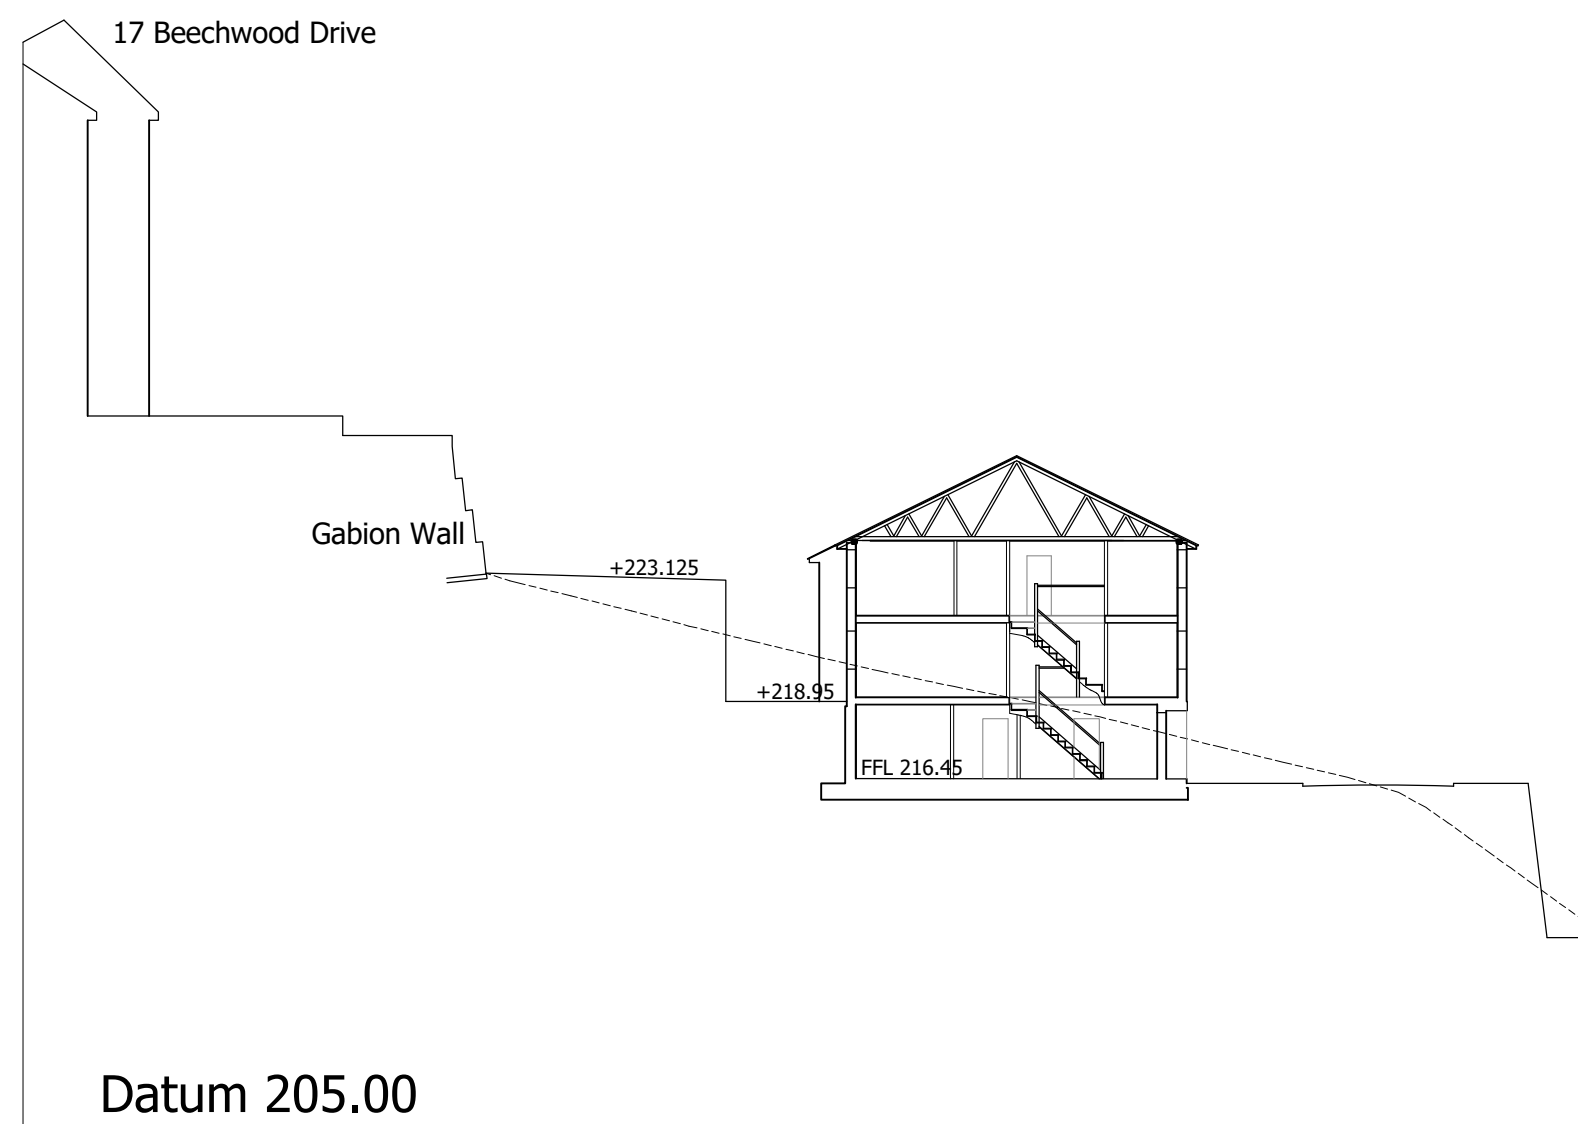 17 Beechwood Drive
Gabion Wall
+223.125
+218.95
FFL 216.45
Datum 205.00